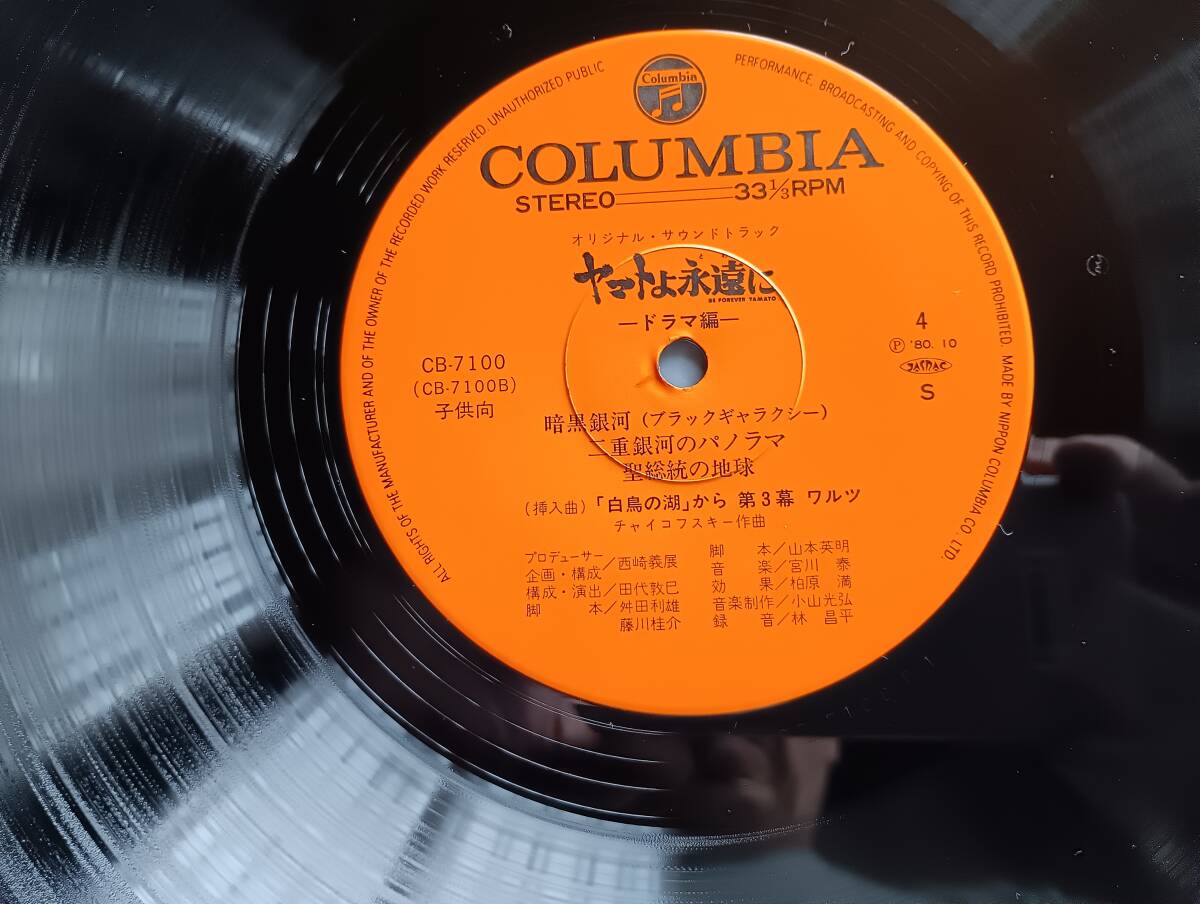 Columbia
ALL RIGHTS OF THE MANUFACTURER AND OF THE OWNER OF THE RECORDED WORK RESERVED. UNAUTHORIZED PUBLIC PERFORMANCE, BROADCASTING AND COPYING OF THIS RECORD PROHIBITED. MADE BY NIPPON COLUMBIA CO., LTD.
COLUMBIA
STEREO 33⅓RPM
オリジナル・サウンドトラック
ヤマトよ永遠に
BE FOREVER YAMATO
―ドラマ編―
CB-7100
(CB-7100B)
子供向
4
Ⓟ '80. 10
JASRAC
S
暗黒銀河(ブラックギャラクシー)
二重銀河のパノラマ
聖総統の地球
(挿入曲)「白鳥の湖」から 第3幕 ワルツ
チャイコフスキー作曲
プロデューサー
企画・構成/西崎義展
構成・演出/田代敦巳
脚 本/舛田利雄
藤川桂介
脚 本/山本英明
音 楽/宮川 泰
効 果/柏原 満
音楽制作/小山光弘
録 音/林 昌平